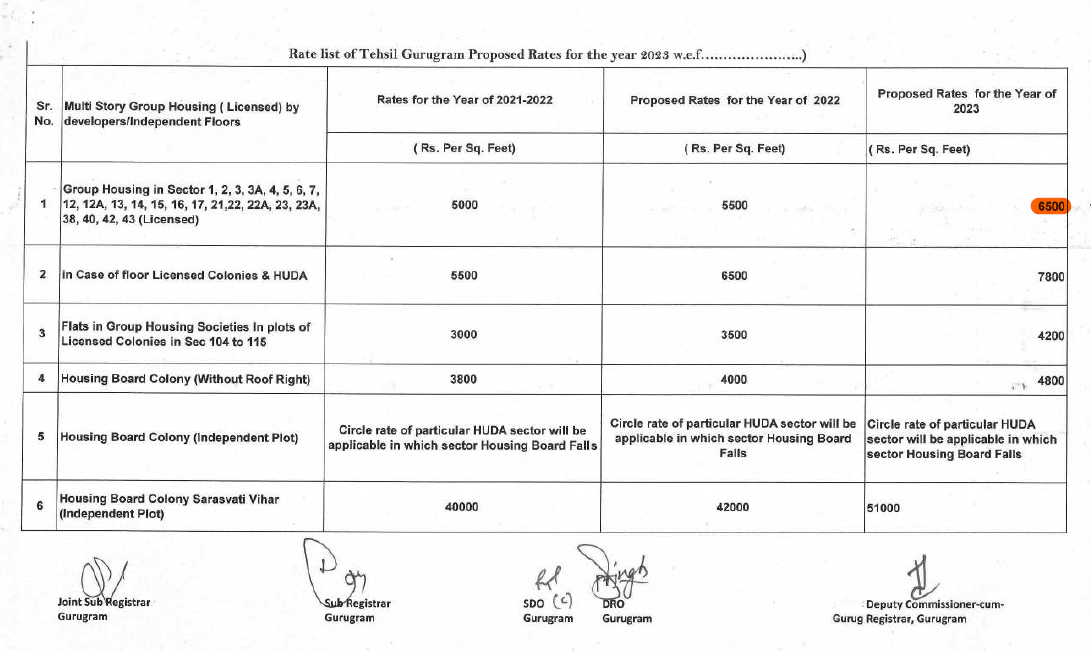 Rate list of Tehsil Gurugram Proposed Rates for the year 2023 w.e.f.......................)
Sr. No.
Multi Story Group Housing ( Licensed) by developers/Independent Floors
Rates for the Year of 2021-2022
Proposed Rates for the Year of 2022
Proposed Rates for the Year of 2023
( Rs. Per Sq. Feet)
( Rs. Per Sq. Feet)
( Rs. Per Sq. Feet)
1
Group Housing in Sector 1, 2, 3, 3A, 4, 5, 6, 7,
12, 12A, 13, 14, 15, 16, 17, 21,22, 22A, 23, 23A,
38, 40, 42, 43 (Licensed)
5000
5500
6500
2
in Case of floor Licensed Colonies & HUDA
5500
6500
7800
3
Flats in Group Housing Societies In plots of
Licensed Colonies in Sec 104 to 115
3000
3500
4200
4
Housing Board Colony (Without Roof Right)
3800
4000
4800
5
Housing Board Colony (Independent Plot)
Circle rate of particular HUDA sector will be
applicable in which sector Housing Board Falls
Circle rate of particular HUDA sector will be
applicable in which sector Housing Board
Falls
Circle rate of particular HUDA
sector will be applicable in which
sector Housing Board Falls
6
Housing Board Colony Sarasvati Vihar
(Independent Plot)
40000
42000
51000
Joint Sub Registrar
Gurugram
Sub Registrar
Gurugram
SDO (C)
Gurugram
DRO
Gurugram
Deputy Commissioner-cum-
Gurug Registrar, Gurugram